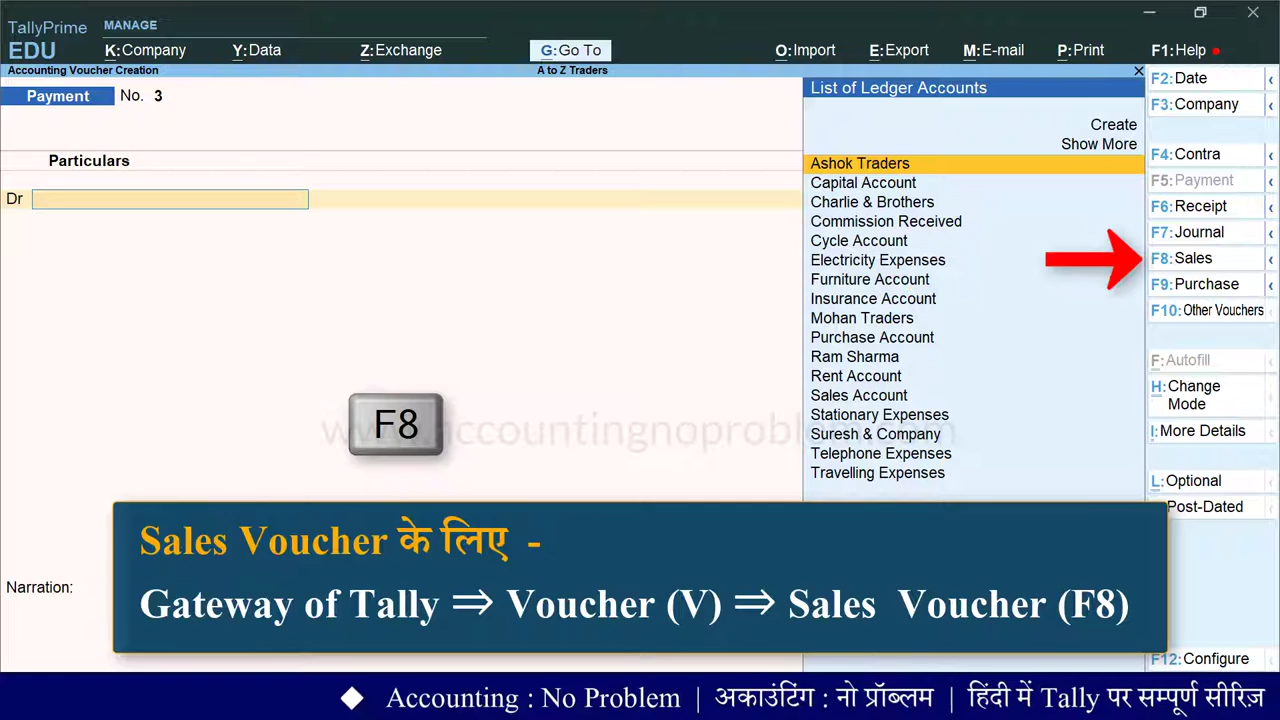 TallyPrime
EDU
MANAGE
K:Company
Y:Data
Z:Exchange
G:Go To
O:Import
E:Export
M:E-mail
P:Print
F1:Help
Accounting Voucher Creation
A to Z Traders
Payment No. 3
Particulars
Dr
List of Ledger Accounts
Create
Show More
Ashok Traders
Capital Account
Charlie & Brothers
Commission Received
Cycle Account
Electricity Expenses
Furniture Account
Insurance Account
Mohan Traders
Purchase Account
Ram Sharma
Rent Account
Sales Account
Stationary Expenses
Suresh & Company
Telephone Expenses
Travelling Expenses
F2:Date
F3:Company
F4:Contra
F5:Payment
F6:Receipt
F7:Journal
F8:Sales
F9:Purchase
F10:Other Vouchers
F:Autofill
H:Change
Mode
I:More Details
L:Optional
Post-Dated
F12:Configure
F8
Sales Voucher के लिए -
Gateway of Tally ⇒ Voucher (V) ⇒ Sales Voucher (F8)
Narration:
◆ Accounting : No Problem | अकाउंटिंग : नो प्रॉब्लम | हिंदी में Tally पर सम्पूर्ण सीरिज़